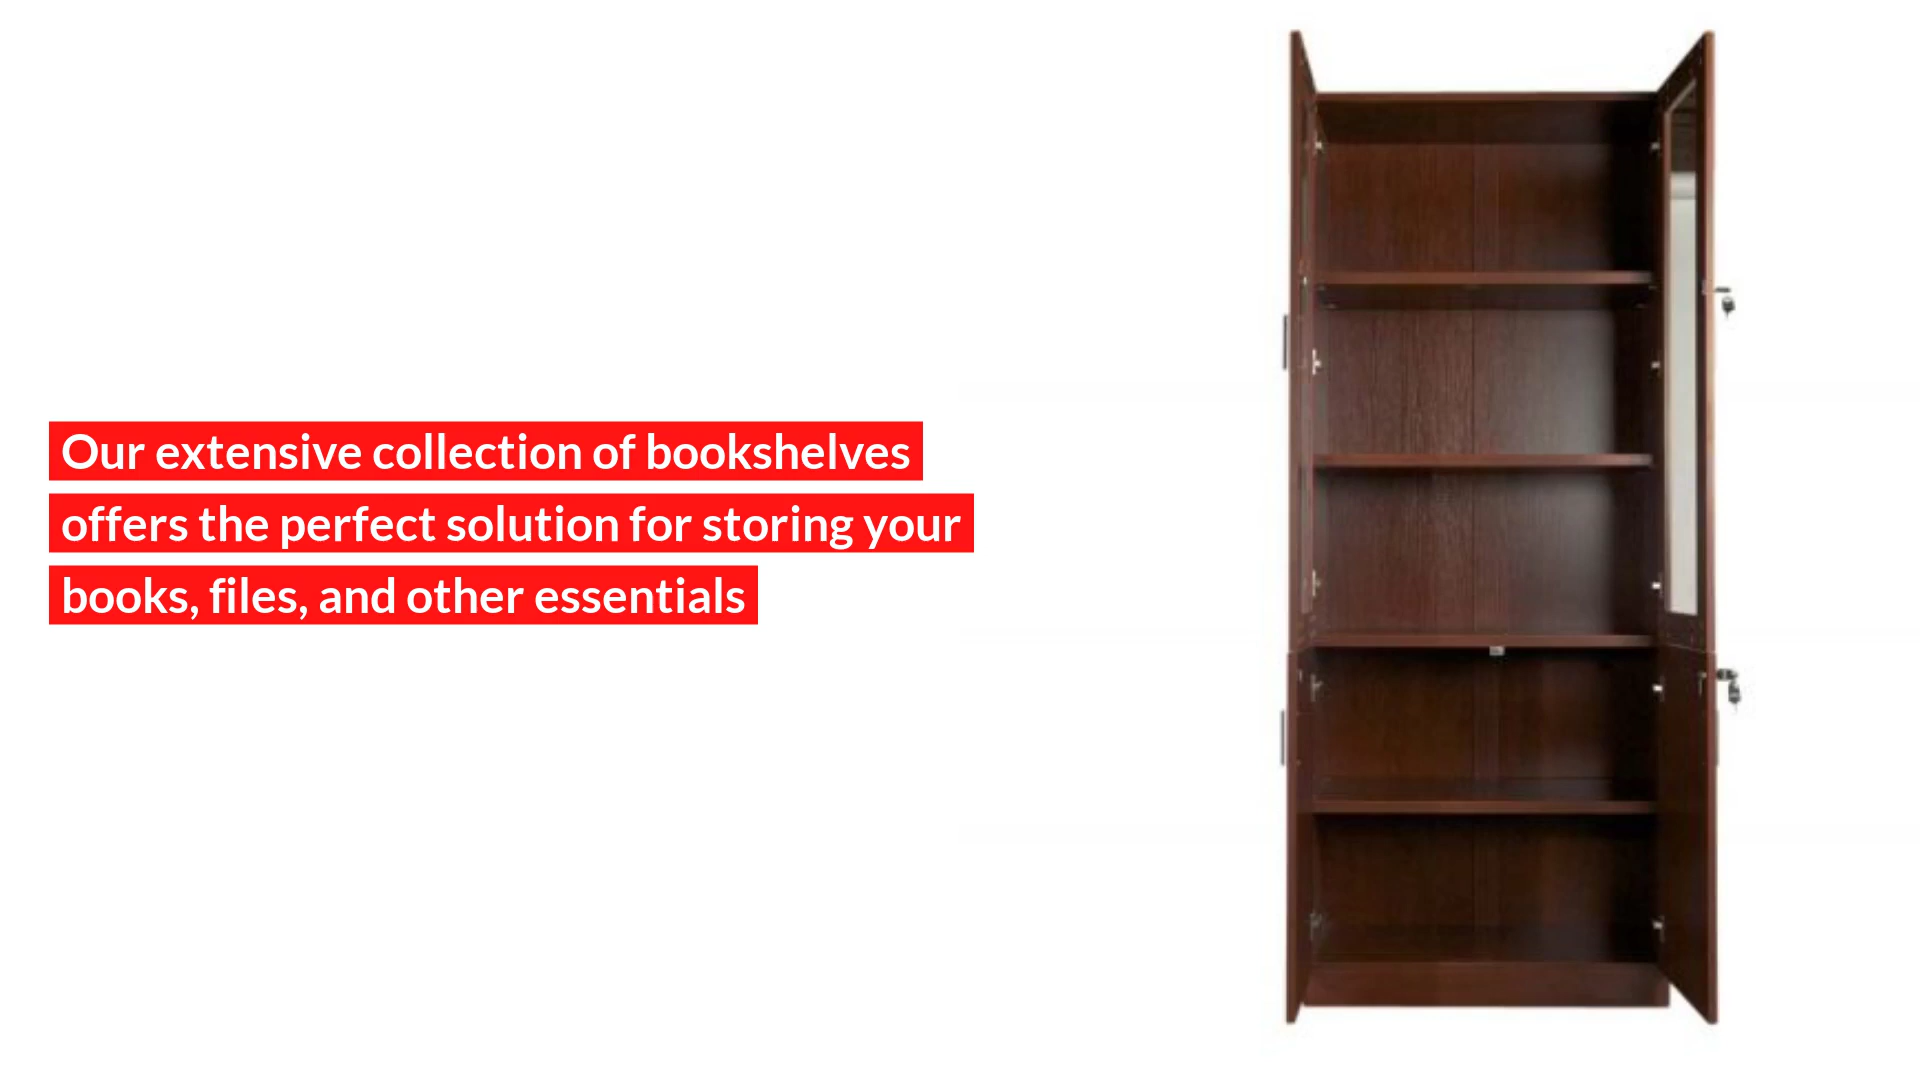 Our extensive collection of bookshelves
offers the perfect solution for storing your
books, files, and other essentials